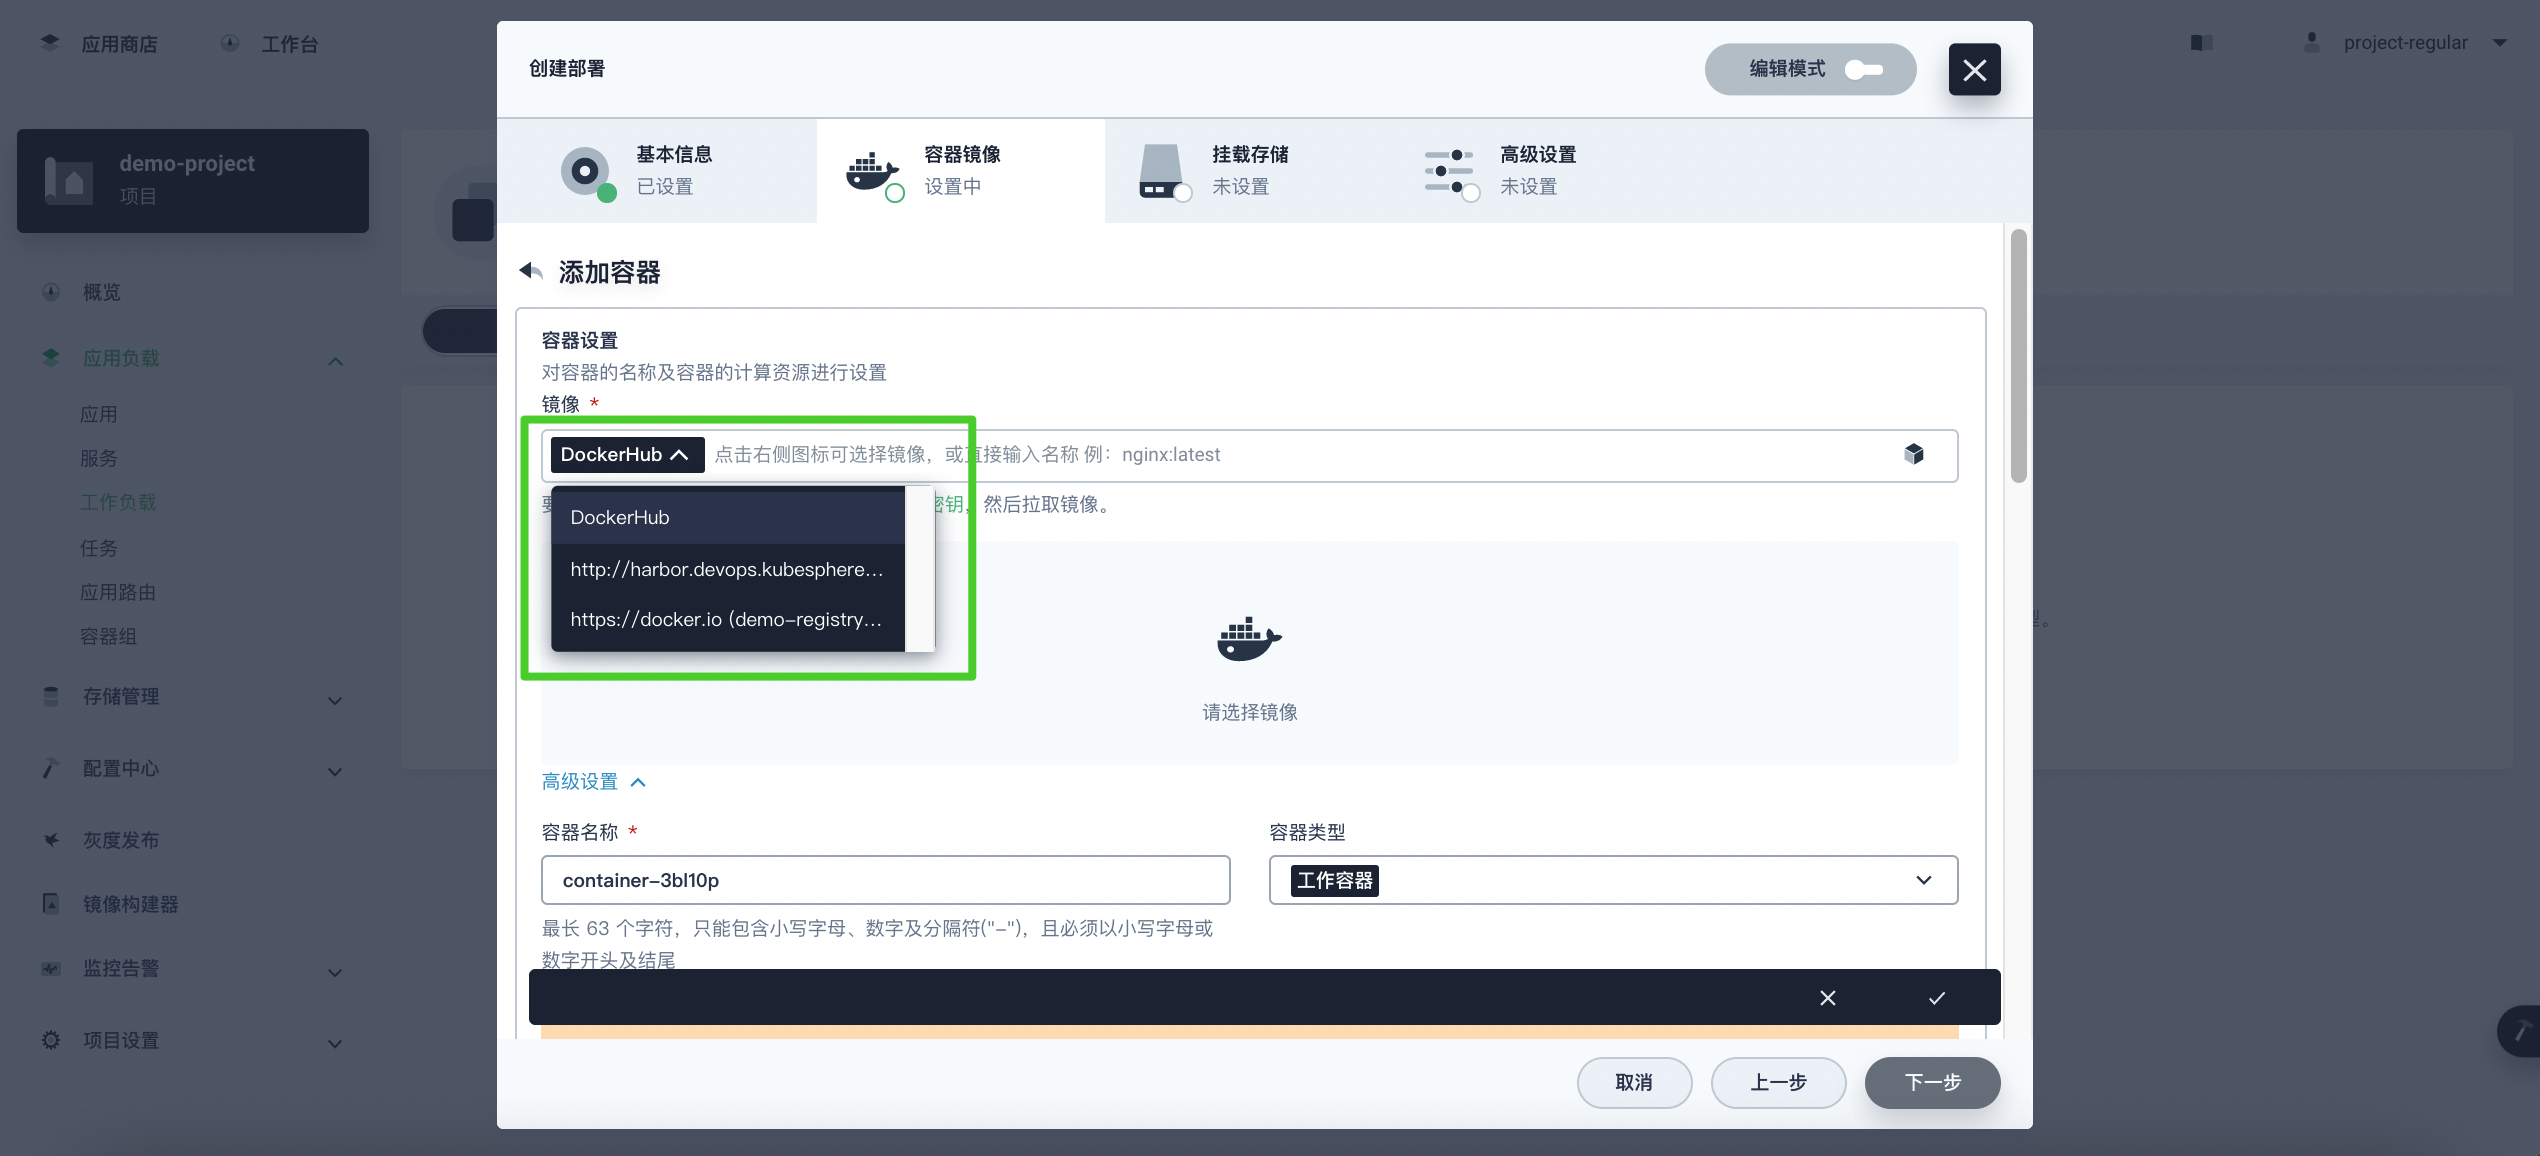 应用商店
工作台
project-regular
demo-project
项目
概览
应用负载
应用
服务
工作负载
任务
应用路由
容器组
存储管理
配置中心
灰度发布
镜像构建器
监控告警
项目设置
创建部署
编辑模式
基本信息
已设置
容器镜像
设置中
挂载存储
未设置
高级设置
未设置
添加容器
容器设置
对容器的名称及容器的计算资源进行设置
镜像 *
DockerHub 点击右侧图标可选择镜像，或直接输入名称 例：nginx:latest
要 密钥，然后拉取镜像。
DockerHub
http://harbor.devops.kubesphere...
https://docker.io (demo-registry...
型。
请选择镜像
高级设置
容器名称 *
container-3bl10p
最长 63 个字符，只能包含小写字母、数字及分隔符("-")，且必须以小写字母或
数字开头及结尾
容器类型
工作容器
取消
上一步
下一步